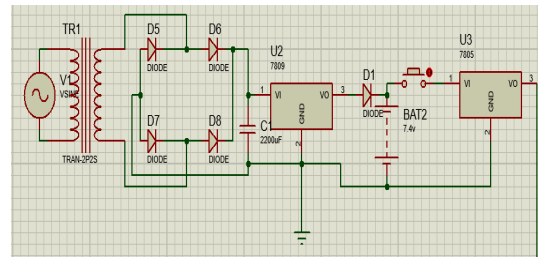 TR1
V1
VSINE
TRAN-2P2S
D5
DIODE
D6
DIODE
D7
DIODE
D8
DIODE
C1
2200uF
U2
7809
1
VI
VO
3
GND
2
D1
DIODE
BAT2
7.4v
U3
7805
1
VI
VO
3
GND
2